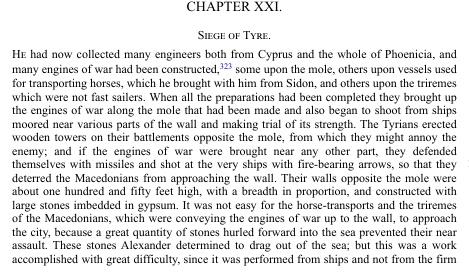 CHAPTER XXI.
SIEGE OF TYRE.
HE had now collected many engineers both from Cyprus and the whole of Phoenicia, and
many engines of war had been constructed,323 some upon the mole, others upon vessels used
for transporting horses, which he brought with him from Sidon, and others upon the triremes
which were not fast sailers. When all the preparations had been completed they brought up
the engines of war along the mole that had been made and also began to shoot from ships
moored near various parts of the wall and making trial of its strength. The Tyrians erected
wooden towers on their battlements opposite the mole, from which they might annoy the
enemy; and if the engines of war were brought near any other part, they defended
themselves with missiles and shot at the very ships with fire-bearing arrows, so that they
deterred the Macedonians from approaching the wall. Their walls opposite the mole were
about one hundred and fifty feet high, with a breadth in proportion, and constructed with
large stones imbedded in gypsum. It was not easy for the horse-transports and the triremes
of the Macedonians, which were conveying the engines of war up to the wall, to approach
the city, because a great quantity of stones hurled forward into the sea prevented their near
assault. These stones Alexander determined to drag out of the sea; but this was a work
accomplished with great difficulty, since it was performed from ships and not from the firm